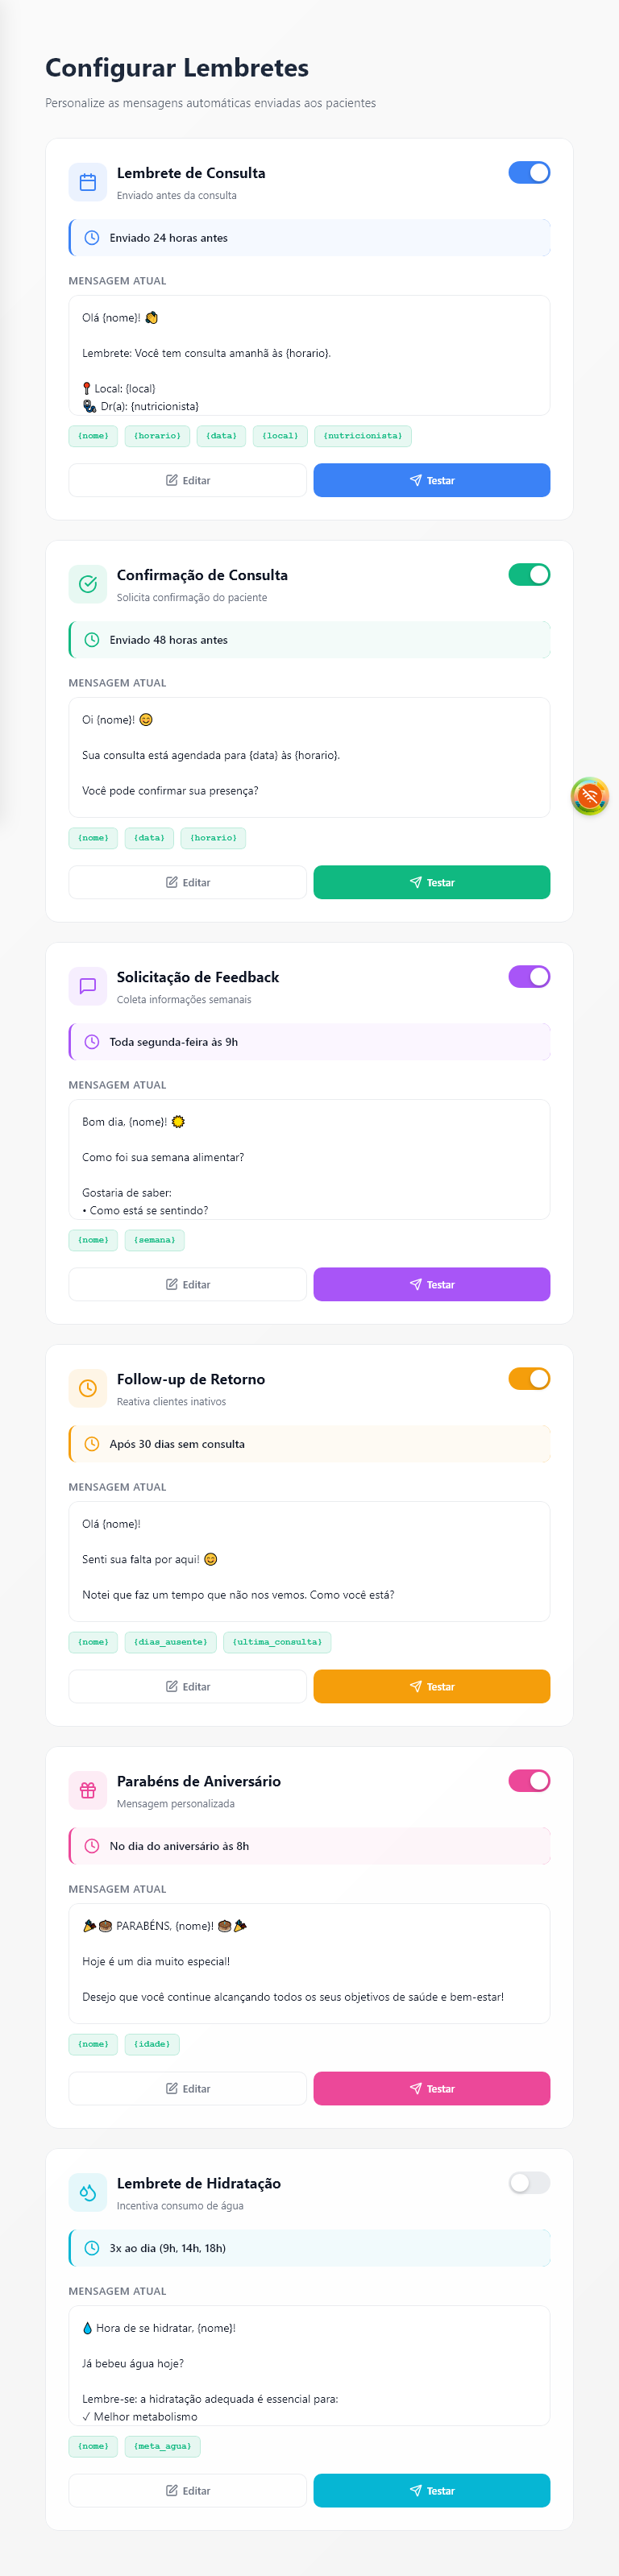 Configurar Lembretes
Personalize as mensagens automáticas enviadas aos pacientes
Lembrete de Consulta
Enviado antes da consulta
Enviado 24 horas antes
MENSAGEM ATUAL
Olá {nome}! 👋
Lembrete: Você tem consulta amanhã às {horario}.
📍 Local: {local}
🩺 Dr(a): {nutricionista}
{nome} {horario} {data} {local} {nutricionista}
Editar Testar
Confirmação de Consulta
Solicita confirmação do paciente
Enviado 48 horas antes
MENSAGEM ATUAL
Oi {nome}! 😊
Sua consulta está agendada para {data} às {horario}.
Você pode confirmar sua presença?
{nome} {data} {horario}
Editar Testar
Solicitação de Feedback
Coleta informações semanais
Toda segunda-feira às 9h
MENSAGEM ATUAL
Bom dia, {nome}! 🌞
Como foi sua semana alimentar?
Gostaria de saber:
• Como está se sentindo?
{nome} {semana}
Editar Testar
Follow-up de Retorno
Reativa clientes inativos
Após 30 dias sem consulta
MENSAGEM ATUAL
Olá {nome}!
Senti sua falta por aqui! 😊
Notei que faz um tempo que não nos vemos. Como você está?
{nome} {dias_ausente} {ultima_consulta}
Editar Testar
Parabéns de Aniversário
Mensagem personalizada
No dia do aniversário às 8h
MENSAGEM ATUAL
🎉🎂 PARABÉNS, {nome}! 🎂🎉
Hoje é um dia muito especial!
Desejo que você continue alcançando todos os seus objetivos de saúde e bem-estar!
{nome} {idade}
Editar Testar
Lembrete de Hidratação
Incentiva consumo de água
3x ao dia (9h, 14h, 18h)
MENSAGEM ATUAL
💧 Hora de se hidratar, {nome}!
Já bebeu água hoje?
Lembre-se: a hidratação adequada é essencial para:
✓ Melhor metabolismo
{nome} {meta_agua}
Editar Testar